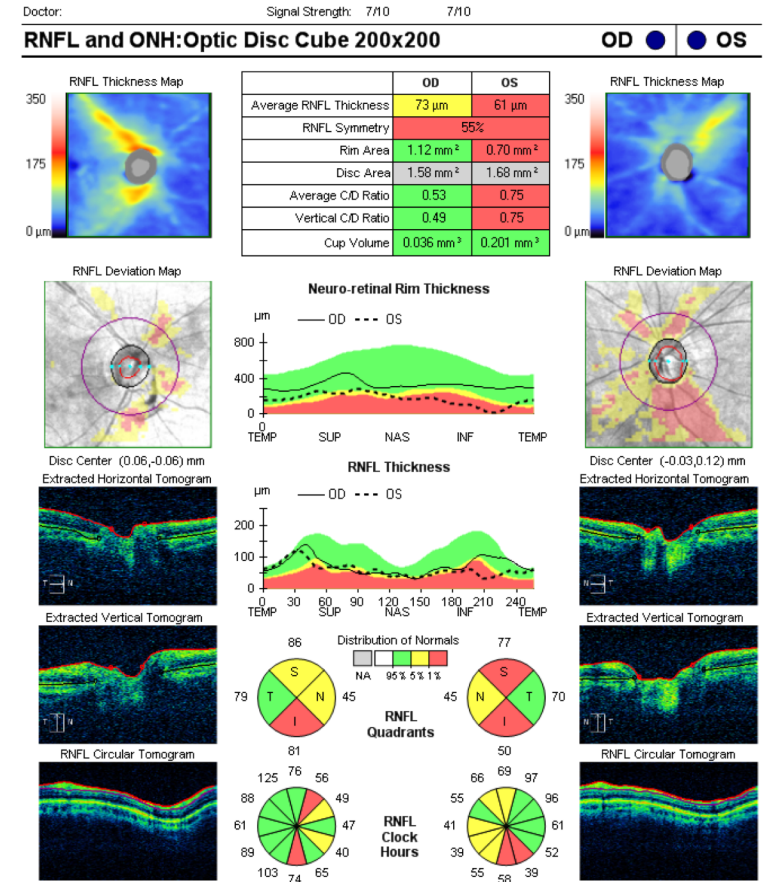 Doctor: Signal Strength: 7/10 7/10
RNFL and ONH:Optic Disc Cube 200x200 OD OS
RNFL Thickness Map
350
175
0 µm
OD OS
Average RNFL Thickness 73 µm 61 µm
RNFL Symmetry 55%
Rim Area 1.12 mm² 0.70 mm²
Disc Area 1.58 mm² 1.68 mm²
Average C/D Ratio 0.53 0.75
Vertical C/D Ratio 0.49 0.75
Cup Volume 0.036 mm³ 0.201 mm³
RNFL Thickness Map
350
175
0 µm
RNFL Deviation Map
Disc Center (0.06,-0.06) mm
Extracted Horizontal Tomogram
T N
Extracted Vertical Tomogram
T N
RNFL Circular Tomogram
Neuro-retinal Rim Thickness
µm OD OS
800
400
0
0
TEMP SUP NAS INF TEMP
RNFL Thickness
µm OD OS
200
100
0
0 30 60 90 120 150 180 210 240
TEMP SUP NAS INF TEMP
Distribution of Normals
NA 95% 5% 1%
86
79 T S N I 45
81
RNFL
Quadrants
77
45 N S T I 70
50
125 76 56
88 49
61 47
89 40
103 74 65
RNFL
Clock
Hours
66 69 97
55 96
41 61
39 52
55 58 39
RNFL Deviation Map
Disc Center (-0.03,0.12) mm
Extracted Horizontal Tomogram
N T
Extracted Vertical Tomogram
N T
RNFL Circular Tomogram